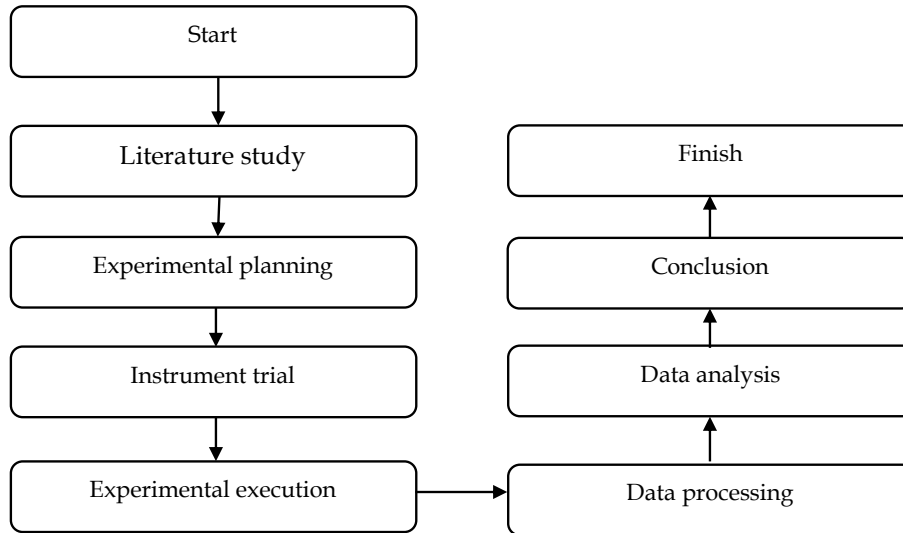 Start
Literature study
Experimental planning
Instrument trial
Experimental execution
Data processing
Data analysis
Conclusion
Finish